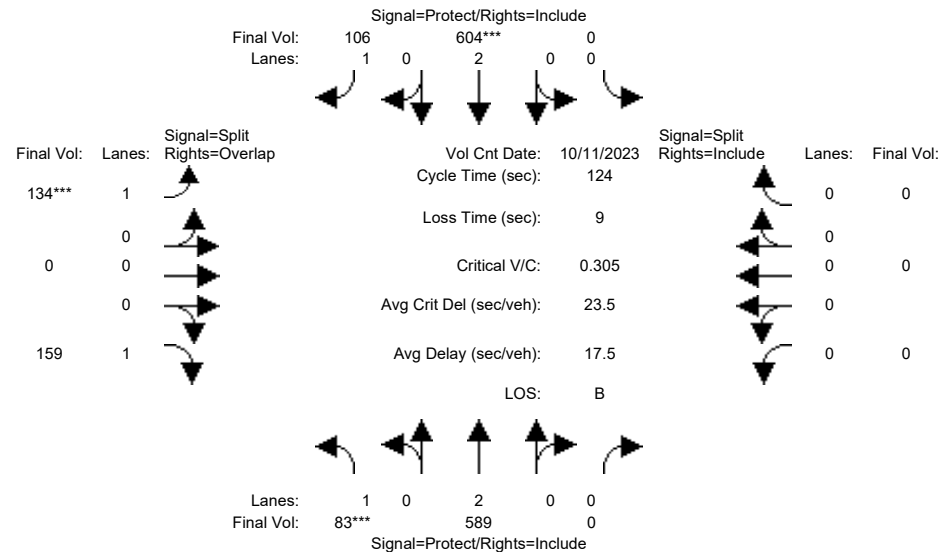 Signal=Protect/Rights=Include
Final Vol: 106 604*** 0
Lanes: 1 0 2 0 0
Signal=Split
Final Vol: Lanes: Rights=Overlap
Vol Cnt Date: 10/11/2023
Signal=Split
Rights=Include Lanes: Final Vol:
Cycle Time (sec): 124
134*** 1
0 0
Loss Time (sec): 9
0
0
0 0
Critical V/C: 0.305
0 0
0
Avg Crit Del (sec/veh): 23.5
0
159 1
Avg Delay (sec/veh): 17.5
0 0
LOS: B
Lanes: 1 0 2 0 0
Final Vol: 83*** 589 0
Signal=Protect/Rights=Include